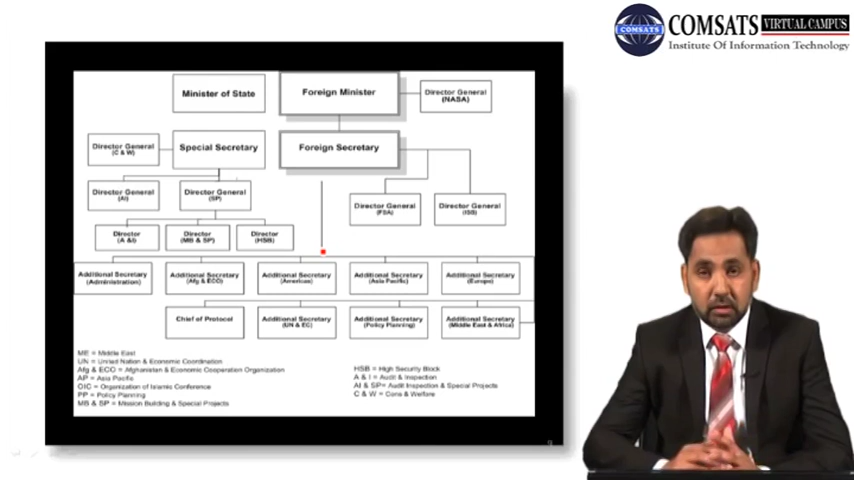 COMSATS
COMSATS VIRTUAL CAMPUS
Institute Of Information Technology
Minister of State
Foreign Minister
Director General
(NASA)
Director General
(C & W)
Special Secretary
Foreign Secretary
Director General
(AI)
Director General
(SP)
Director General
(FSA)
Director General
(ISS)
Director
(A &I)
Director
(MB & SP)
Director
(HSB)
Additional Secretary
(Administration)
Additional Secretary
(Afg & ECO)
Additional Secretary
(Americas)
Additional Secretary
(Asia Pacific)
Additional Secretary
(Europe)
Chief of Protocol
Additional Secretary
(UN & EC)
Additional Secretary
(Policy Planning)
Additional Secretary
(Middle East & Africa)
ME = Middle East
UN = United Nation & Economic Coordination
Afg & ECO = Afghanistan & Economic Cooperation Organization
AP = Asia Pacific
OIC = Organization of Islamic Conference
PP = Policy Planning
MB & SP = Mission Building & Special Projects
HSB = High Security Block
A & I = Audit & Inspection
AI & SP= Audit Inspection & Special Projects
C & W = Cons & Welfare
9